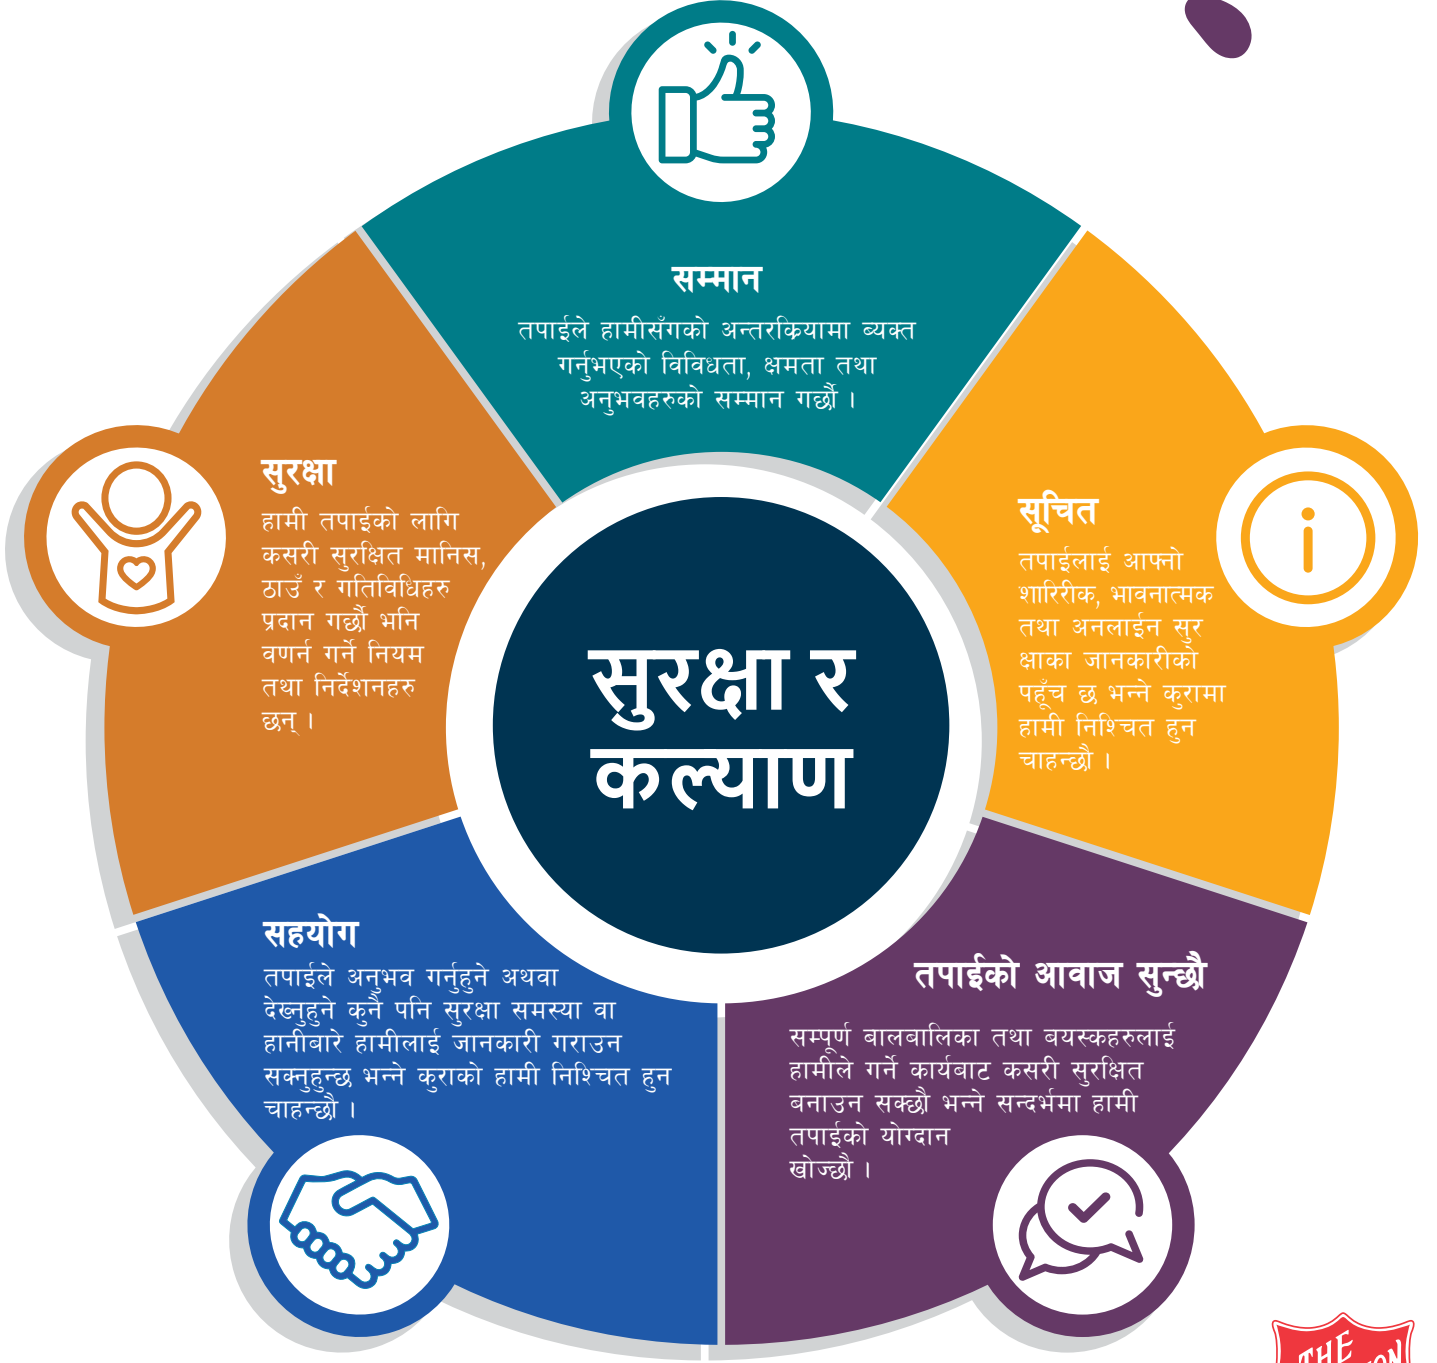 सम्मान
तपाईले हामीसँगको अन्तरक्रियामा ब्यक्त
गर्नुभएको विविधता, क्षमता तथा
अनुभवहरुको सम्मान गर्छौ ।
सुरक्षा
हामी तपाईको लागि
कसरी सुरक्षित मानिस,
ठाउँ र गतिविधिहरु
प्रदान गर्छौ भनि
वणर्न गर्ने नियम
तथा निर्देशनहरु
छन् ।
सूचित
तपाईलाई आफ्नो
शारिरीक, भावनात्मक
तथा अनलाईन सुर
क्षाका जानकारीको
पहूँच छ भन्ने कुरामा
हामी निश्चित हुन
चाहन्छौ ।
सुरक्षा र
कल्याण
सहयोग
तपाईले अनुभव गर्नुहुने अथवा
देख्नुहुने कुनै पनि सुरक्षा समस्या वा
हानीबारे हामीलाई जानकारी गराउन
सक्नुहुन्छ भन्ने कुराको हामी निश्चित हुन
चाहन्छौ ।
तपाईको आवाज सुन्छौ
सम्पूर्ण बालबालिका तथा बयस्कहरुलाई
हामीले गर्ने कार्यबाट कसरी सुरक्षित
बनाउन सक्छौ भन्ने सन्दर्भमा हामी
तपाईको योग्दान
खोज्छौ ।
THE